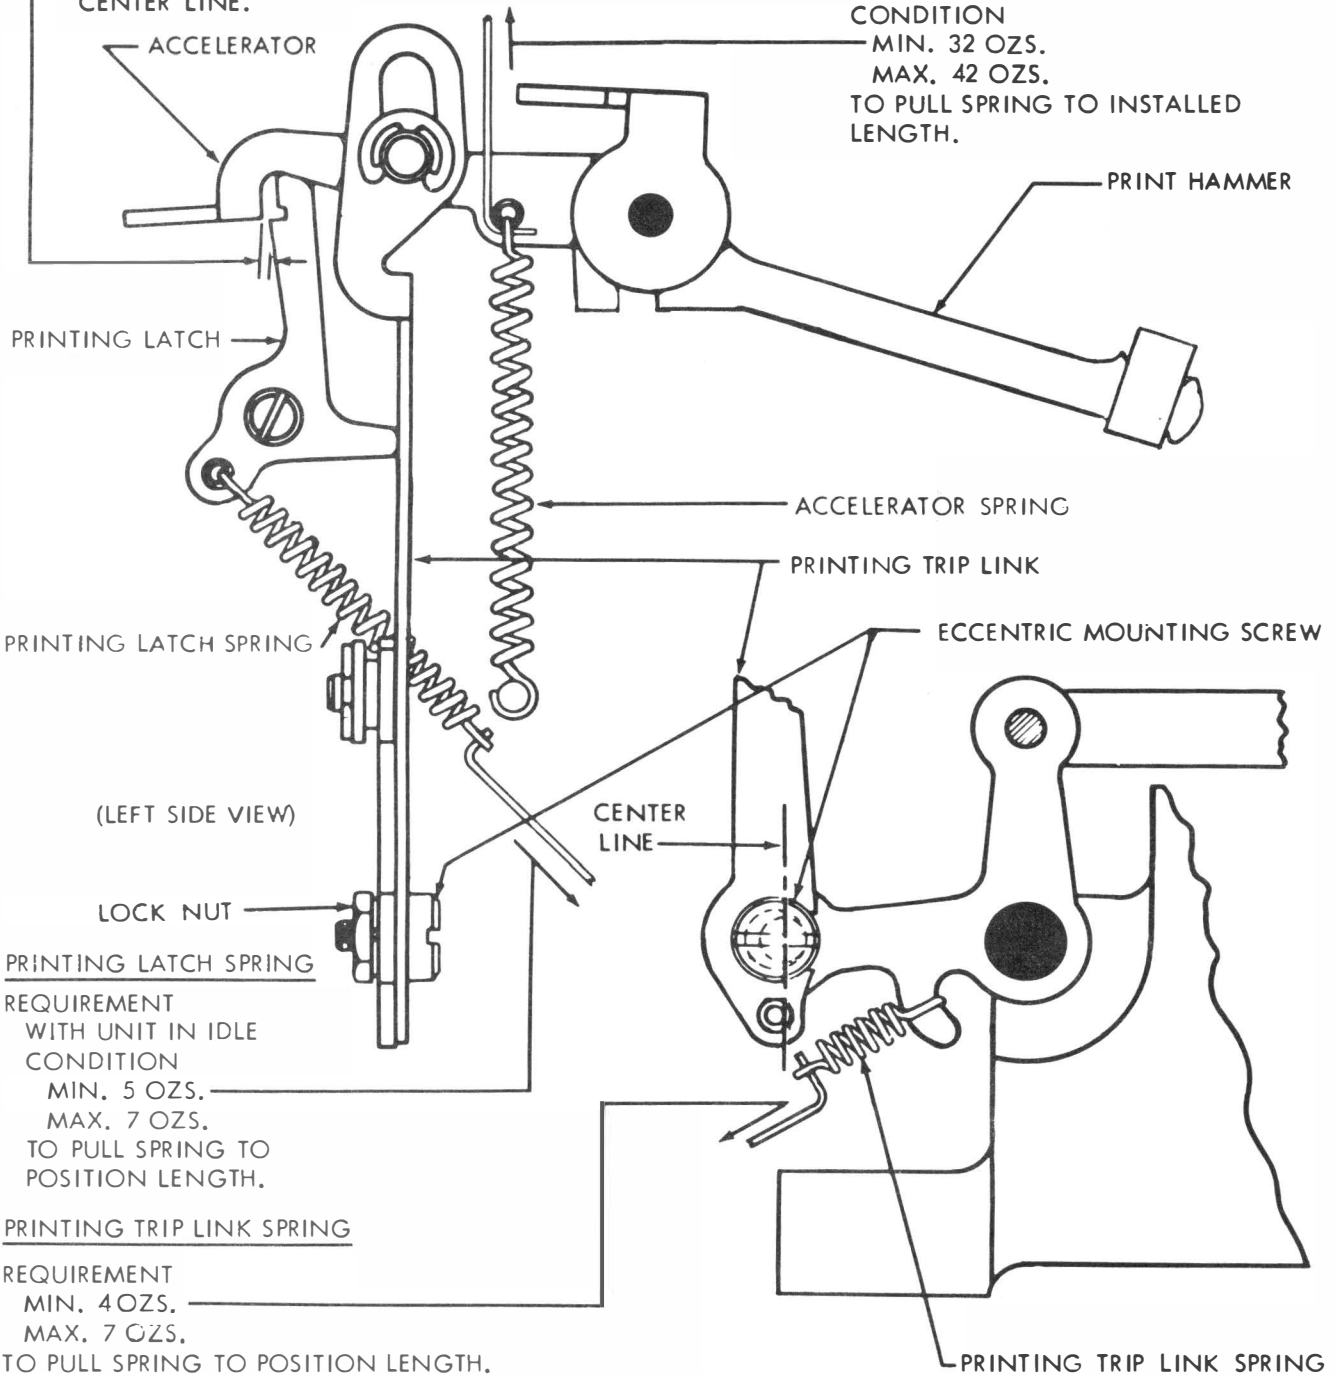 CENTER LINE.
ACCELERATOR
CONDITION
MIN. 32 OZS.
MAX. 42 OZS.
TO PULL SPRING TO INSTALLED
LENGTH.
PRINT HAMMER
PRINTING LATCH
ACCELERATOR SPRING
PRINTING TRIP LINK
PRINTING LATCH SPRING
ECCENTRIC MOUNTING SCREW
(LEFT SIDE VIEW)
CENTER
LINE
LOCK NUT
PRINTING LATCH SPRING
REQUIREMENT
WITH UNIT IN IDLE
CONDITION
MIN. 5 OZS.
MAX. 7 OZS.
TO PULL SPRING TO
POSITION LENGTH.
PRINTING TRIP LINK SPRING
REQUIREMENT
MIN. 4 OZS.
MAX. 7 OZS.
TO PULL SPRING TO POSITION LENGTH.
PRINTING TRIP LINK SPRING